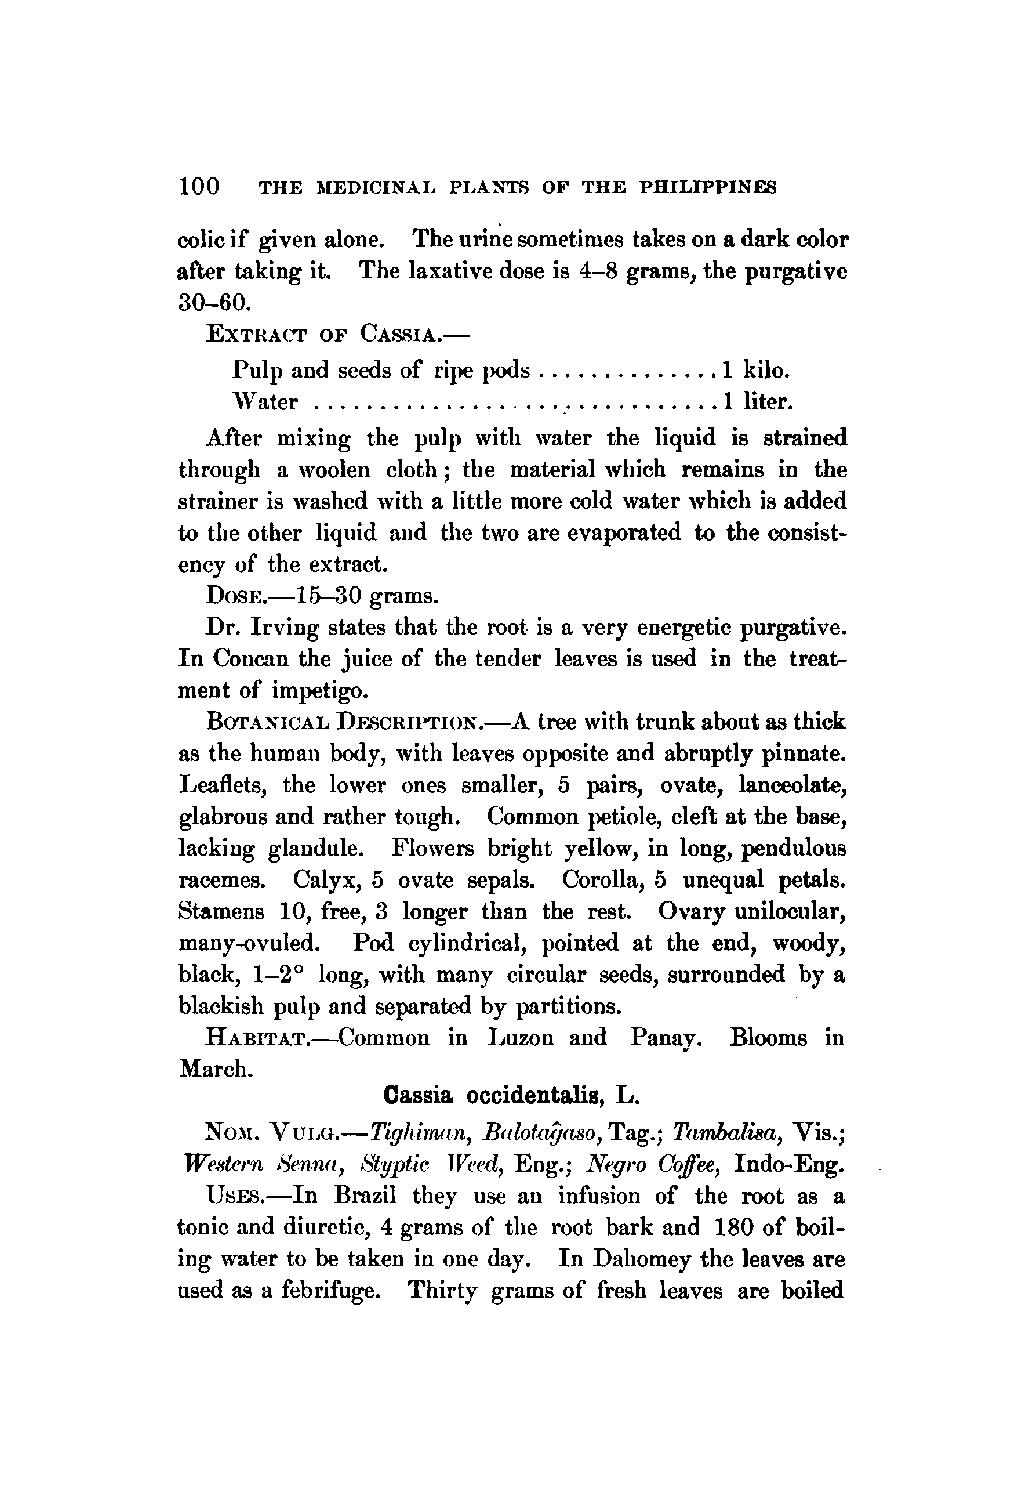 100 THE MEDICINAL PLANTS OF THE PHILIPPINES
colic if given alone. The urine sometimes takes on a dark color
after taking it. The laxative dose is 4–8 grams, the purgative
30–60.
EXTRACT OF CASSIA.—
Pulp and seeds of ripe pods . . . . . . . . . . . . . . 1 kilo.
Water . . . . . . . . . . . . . . . . . . . . . . . . . . . . . . . 1 liter.
After mixing the pulp with water the liquid is strained
through a woolen cloth; the material which remains in the
strainer is washed with a little more cold water which is added
to the other liquid and the two are evaporated to the consist-
ency of the extract.
DOSE.—15–30 grams.
Dr. Irving states that the root is a very energetic purgative.
In Concan the juice of the tender leaves is used in the treat-
ment of impetigo.
BOTANICAL DESCRIPTION.—A tree with trunk about as thick
as the human body, with leaves opposite and abruptly pinnate.
Leaflets, the lower ones smaller, 5 pairs, ovate, lanceolate,
glabrous and rather tough. Common petiole, cleft at the base,
lacking glandule. Flowers bright yellow, in long, pendulous
racemes. Calyx, 5 ovate sepals. Corolla, 5 unequal petals.
Stamens 10, free, 3 longer than the rest. Ovary unilocular,
many-ovuled. Pod cylindrical, pointed at the end, woody,
black, 1–2° long, with many circular seeds, surrounded by a
blackish pulp and separated by partitions.
HABITAT.—Common in Luzon and Panay. Blooms in
March.
Cassia occidentalis, L.
NOM. VULG.—Tighiman, Balotag̃aso, Tag.; Tambalisa, Vis.;
Western Senna, Styptic Weed, Eng.; Negro Coffee, Indo-Eng.
USES.—In Brazil they use an infusion of the root as a
tonic and diuretic, 4 grams of the root bark and 180 of boil-
ing water to be taken in one day. In Dahomey the leaves are
used as a febrifuge. Thirty grams of fresh leaves are boiled